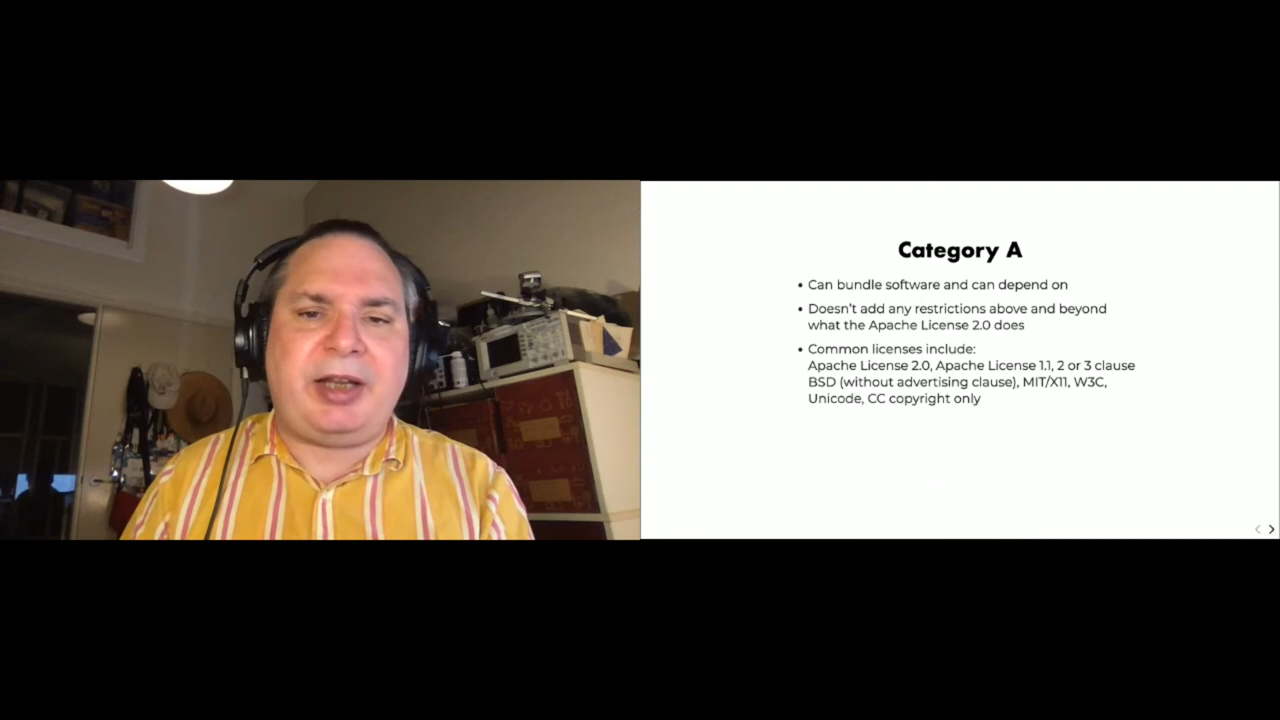 Category A
• Can bundle software and can depend on
• Doesn't add any restrictions above and beyond
what the Apache License 2.0 does
• Common licenses include:
Apache License 2.0, Apache License 1.1, 2 or 3 clause
BSD (without advertising clause), MIT/X11, W3C,
Unicode, CC copyright only